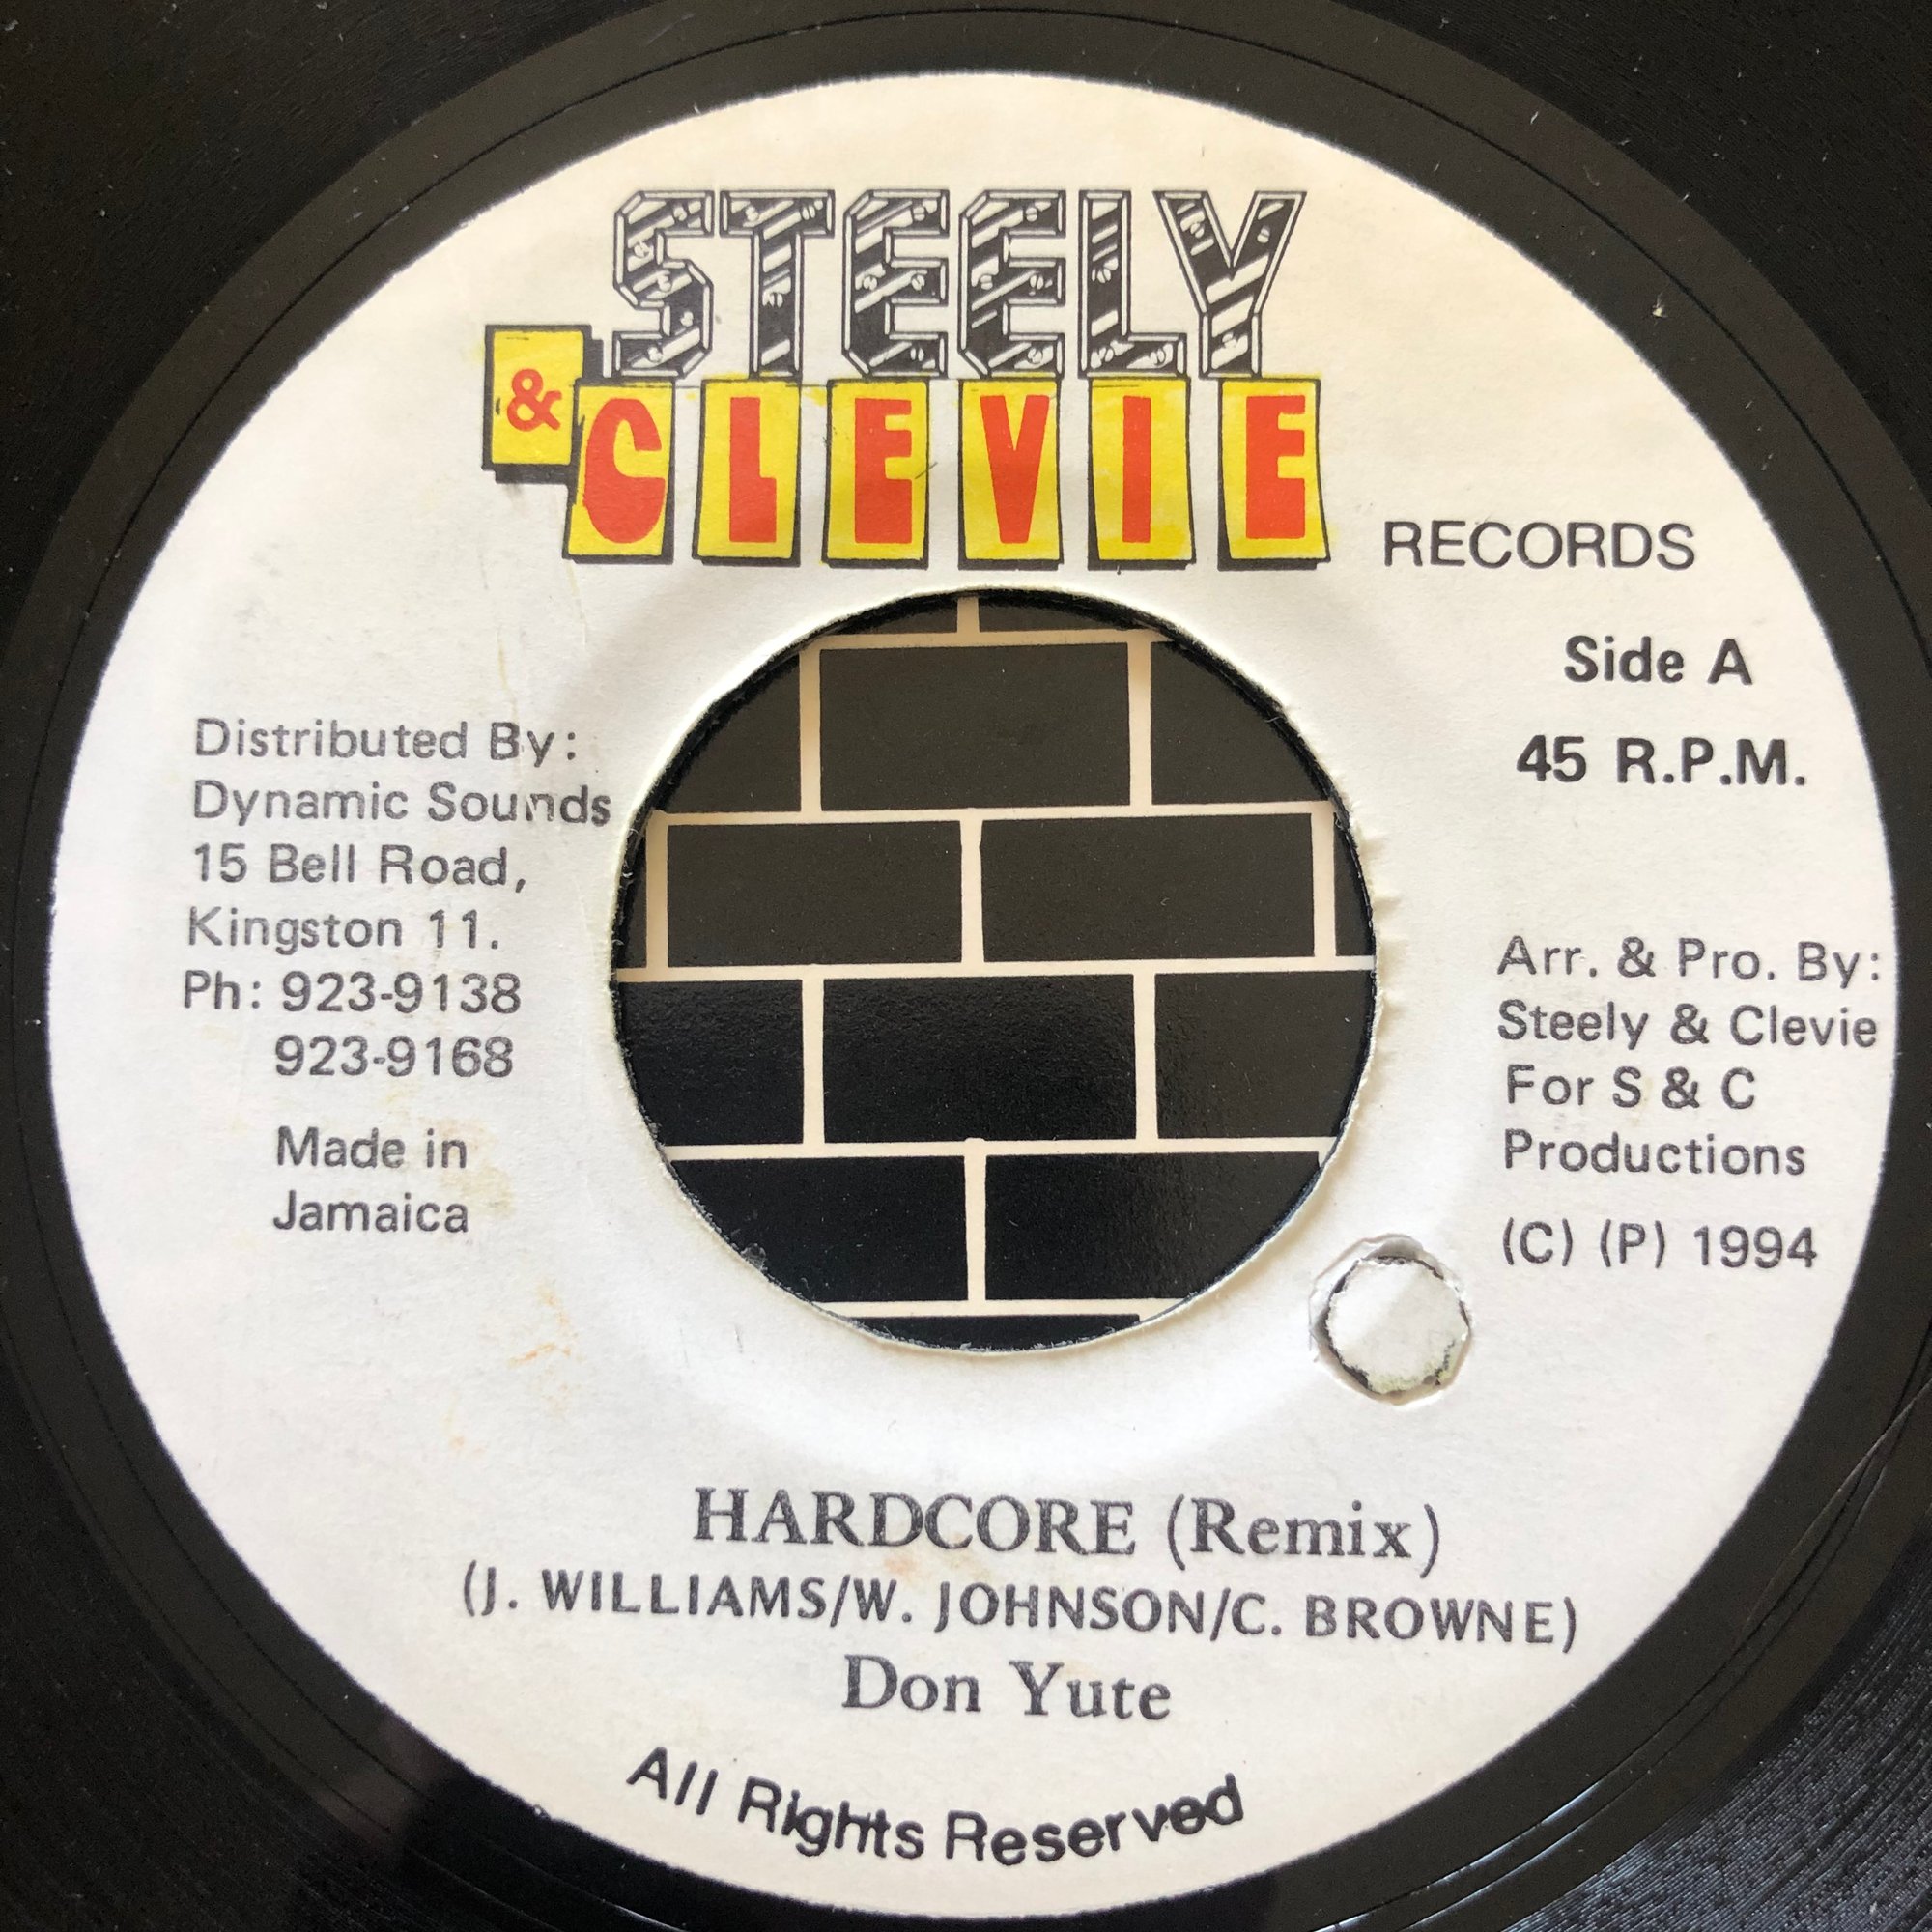 STEELY
& CLEVIE
RECORDS
Side A
45 R.P.M.
Distributed By:
Dynamic Sounds
15 Bell Road,
Kingston 11.
Ph: 923-9138
923-9168
Made in
Jamaica
Arr. & Pro. By:
Steely & Clevie
For S & C
Productions
(C) (P) 1994
HARDCORE (Remix)
(J. WILLIAMS/W. JOHNSON/C. BROWNE)
Don Yute
All Rights Reserved